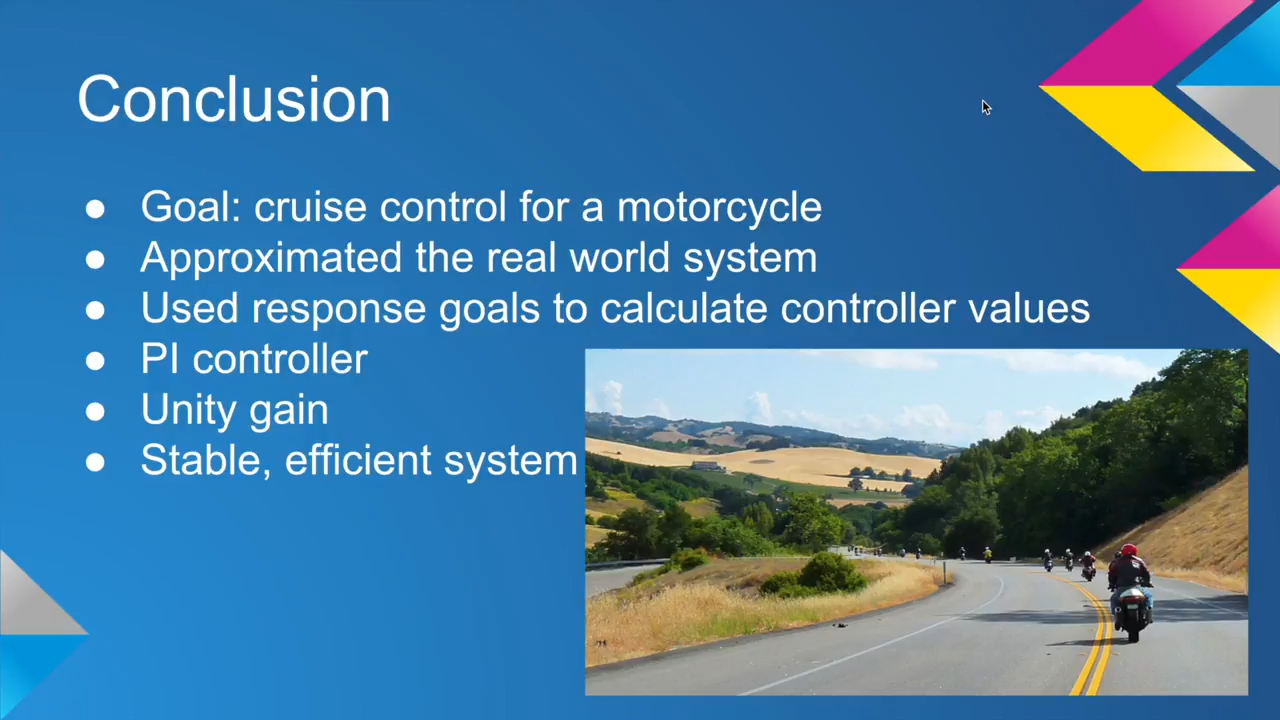 Conclusion
● Goal: cruise control for a motorcycle
● Approximated the real world system
● Used response goals to calculate controller values
● PI controller
● Unity gain
● Stable, efficient system